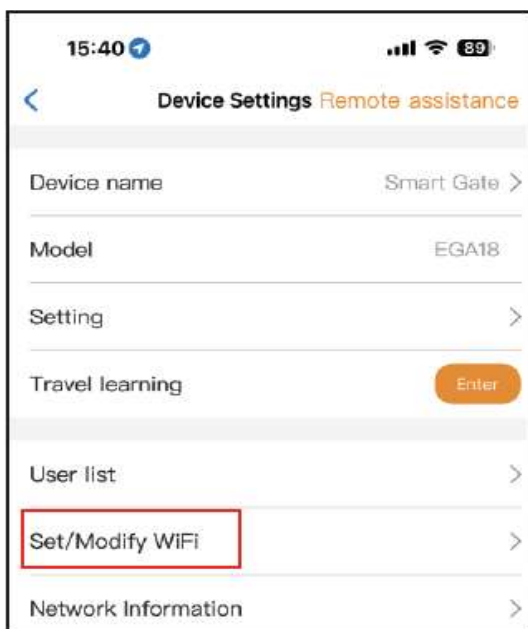 15:40 89
Device Settings Remote assistance
Device name Smart Gate
Model EGA18
Setting
Travel learning Enter
User list
Set/Modify WiFi
Network Information